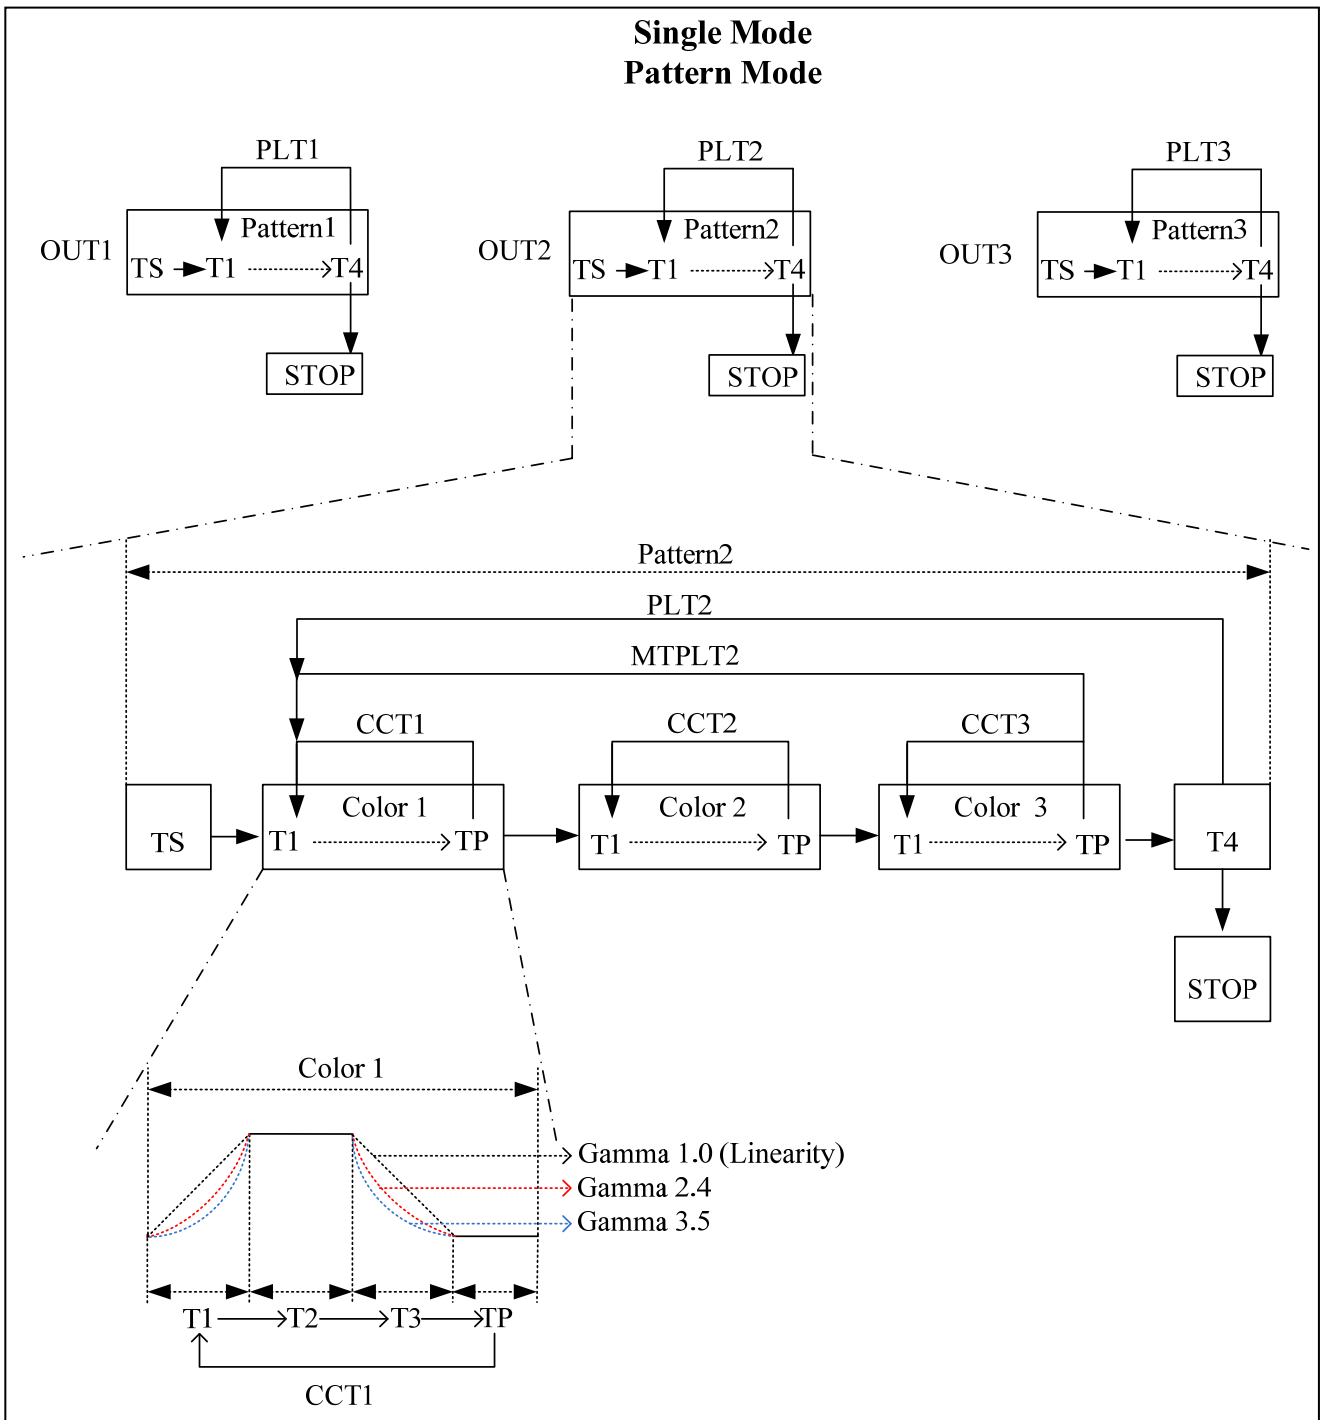 Single Mode
Pattern Mode
PLT1
PLT2
PLT3
OUT1
Pattern1
TS T1 T4
STOP
OUT2
Pattern2
TS T1 T4
STOP
OUT3
Pattern3
TS T1 T4
STOP
Pattern2
PLT2
MTPLT2
CCT1
CCT2
CCT3
TS
Color 1
T1 TP
Color 2
T1 TP
Color 3
T1 TP
T4
STOP
Color 1
Gamma 1.0 (Linearity)
Gamma 2.4
Gamma 3.5
T1 T2 T3 TP
CCT1